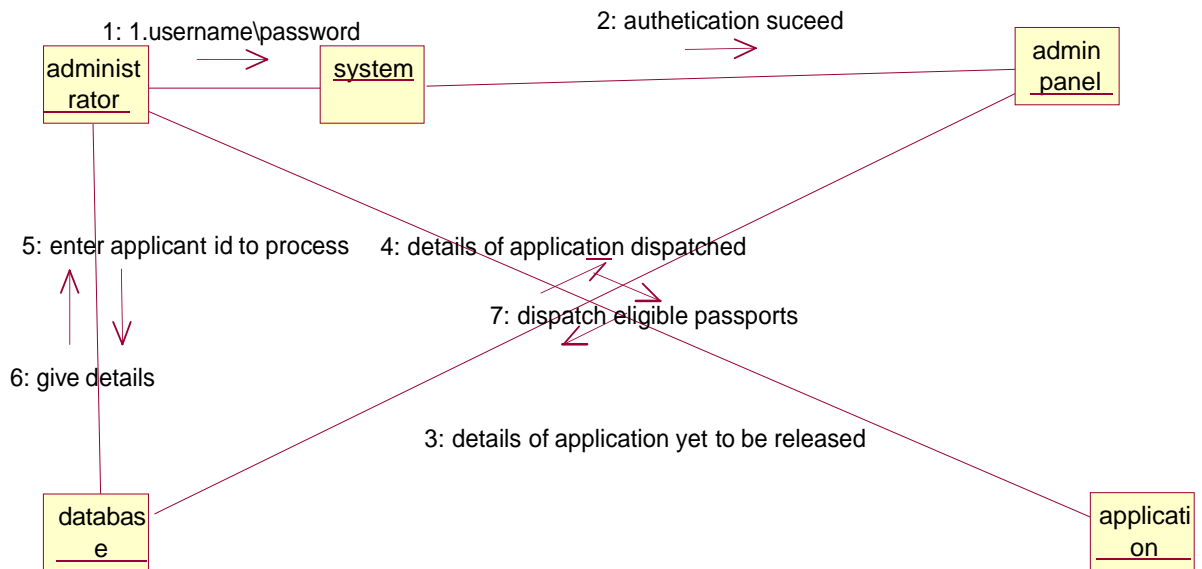 1: 1.username\password
2: authetication suceed
administ
rator
system
admin
panel
5: enter applicant id to process
4: details of application dispatched
7: dispatch eligible passports
6: give details
3: details of application yet to be released
databas
e
applicati
on